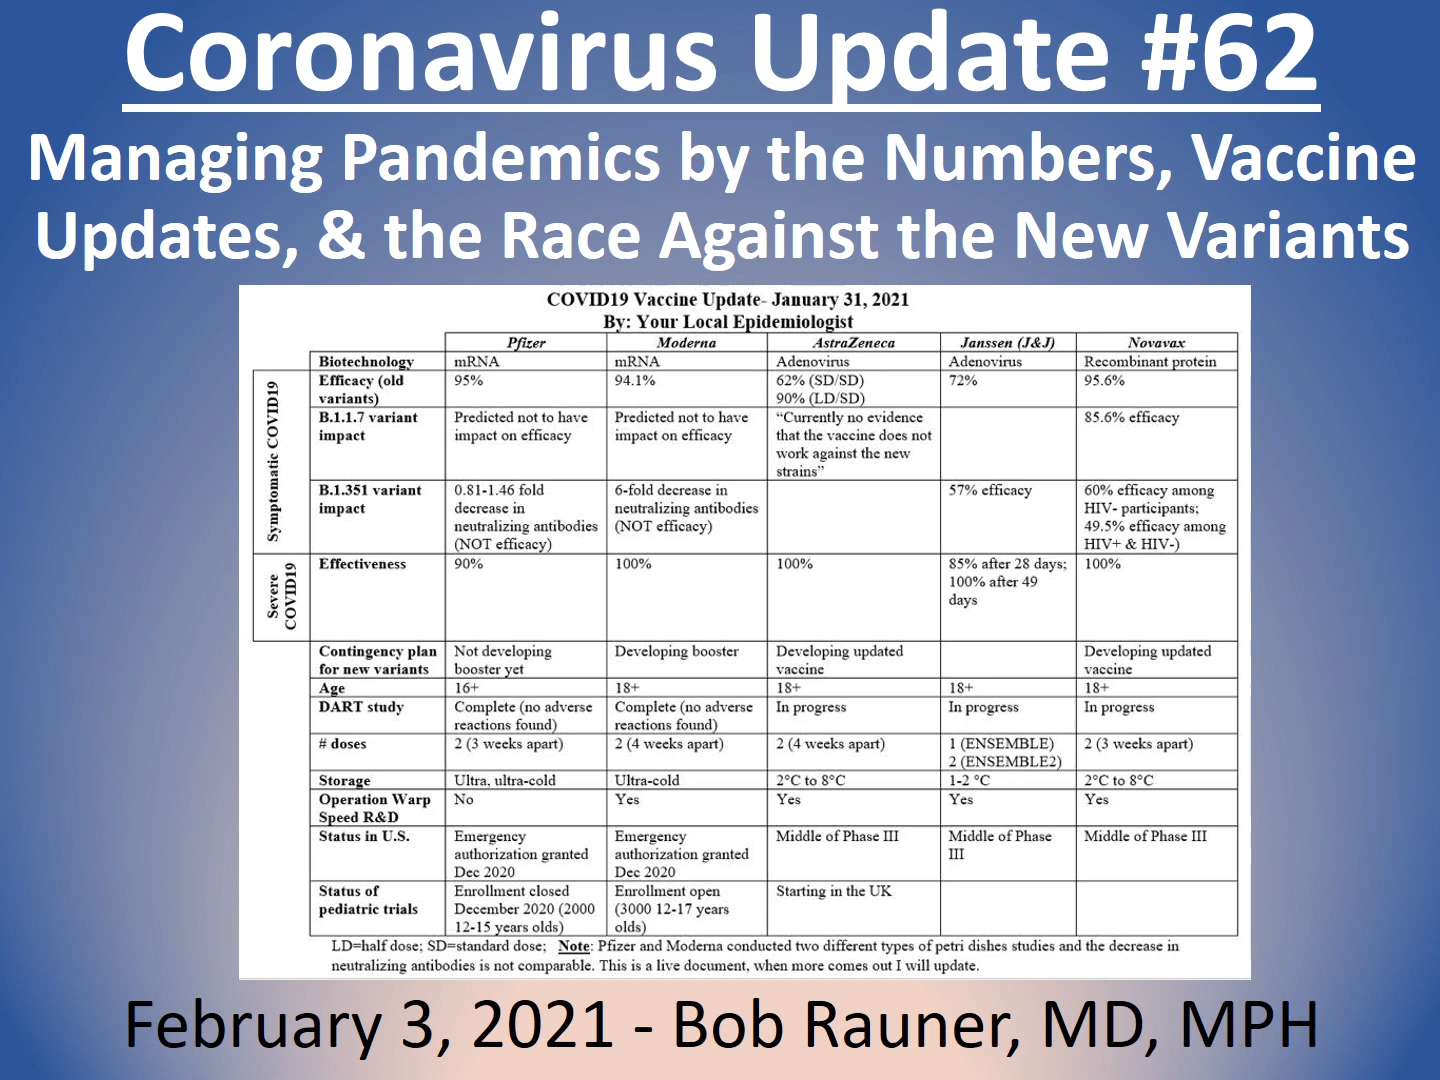 Coronavirus Update #62
Managing Pandemics by the Numbers, Vaccine
Updates, & the Race Against the New Variants
COVID19 Vaccine Update- January 31, 2021
By: Your Local Epidemiologist
Pfizer Moderna AstraZeneca Janssen (J&J) Novavax
Biotechnology mRNA mRNA Adenovirus Adenovirus Recombinant protein
Symptomatic COVID19
Efficacy (old 95% 94.1% 62% (SD/SD) 72% 95.6%
variants) 90% (LD/SD)
B.1.1.7 variant Predicted not to have Predicted not to have “Currently no evidence 85.6% efficacy
impact impact on efficacy impact on efficacy that the vaccine does not
work against the new
strains”
B.1.351 variant 0.81-1.46 fold 6-fold decrease in 57% efficacy 60% efficacy among
impact decrease in neutralizing antibodies HIV- participants;
neutralizing antibodies (NOT efficacy) 49.5% efficacy among
(NOT efficacy) HIV+ & HIV-)
Severe
COVID19
Effectiveness 90% 100% 100% 85% after 28 days; 100%
100% after 49
days
Contingency plan Not developing Developing booster Developing updated Developing updated
for new variants booster yet vaccine vaccine
Age 16+ 18+ 18+ 18+ 18+
DART study Complete (no adverse Complete (no adverse In progress In progress In progress
reactions found) reactions found)
# doses 2 (3 weeks apart) 2 (4 weeks apart) 2 (4 weeks apart) 1 (ENSEMBLE) 2 (3 weeks apart)
2 (ENSEMBLE2)
Storage Ultra, ultra-cold Ultra-cold 2°C to 8°C 1-2 °C 2°C to 8°C
Operation Warp No Yes Yes Yes Yes
Speed R&D
Status in U.S. Emergency Emergency Middle of Phase III Middle of Phase Middle of Phase III
authorization granted authorization granted III
Dec 2020 Dec 2020
Status of Enrollment closed Enrollment open Starting in the UK
pediatric trials December 2020 (2000 (3000 12-17 years
12-15 years olds) olds)
LD=half dose; SD=standard dose; Note: Pfizer and Moderna conducted two different types of petri dishes studies and the decrease in
neutralizing antibodies is not comparable. This is a live document, when more comes out I will update.
February 3, 2021 - Bob Rauner, MD, MPH